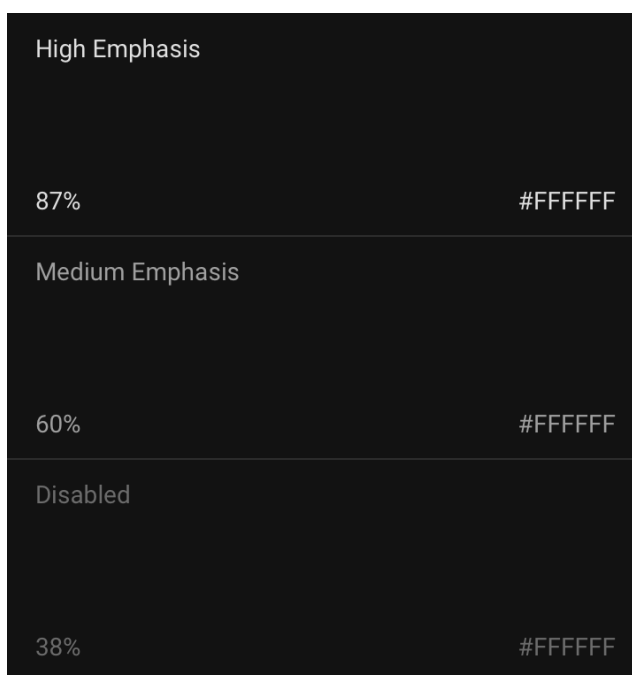 High Emphasis
87% #FFFFFF
Medium Emphasis
60% #FFFFFF
Disabled
38% #FFFFFF